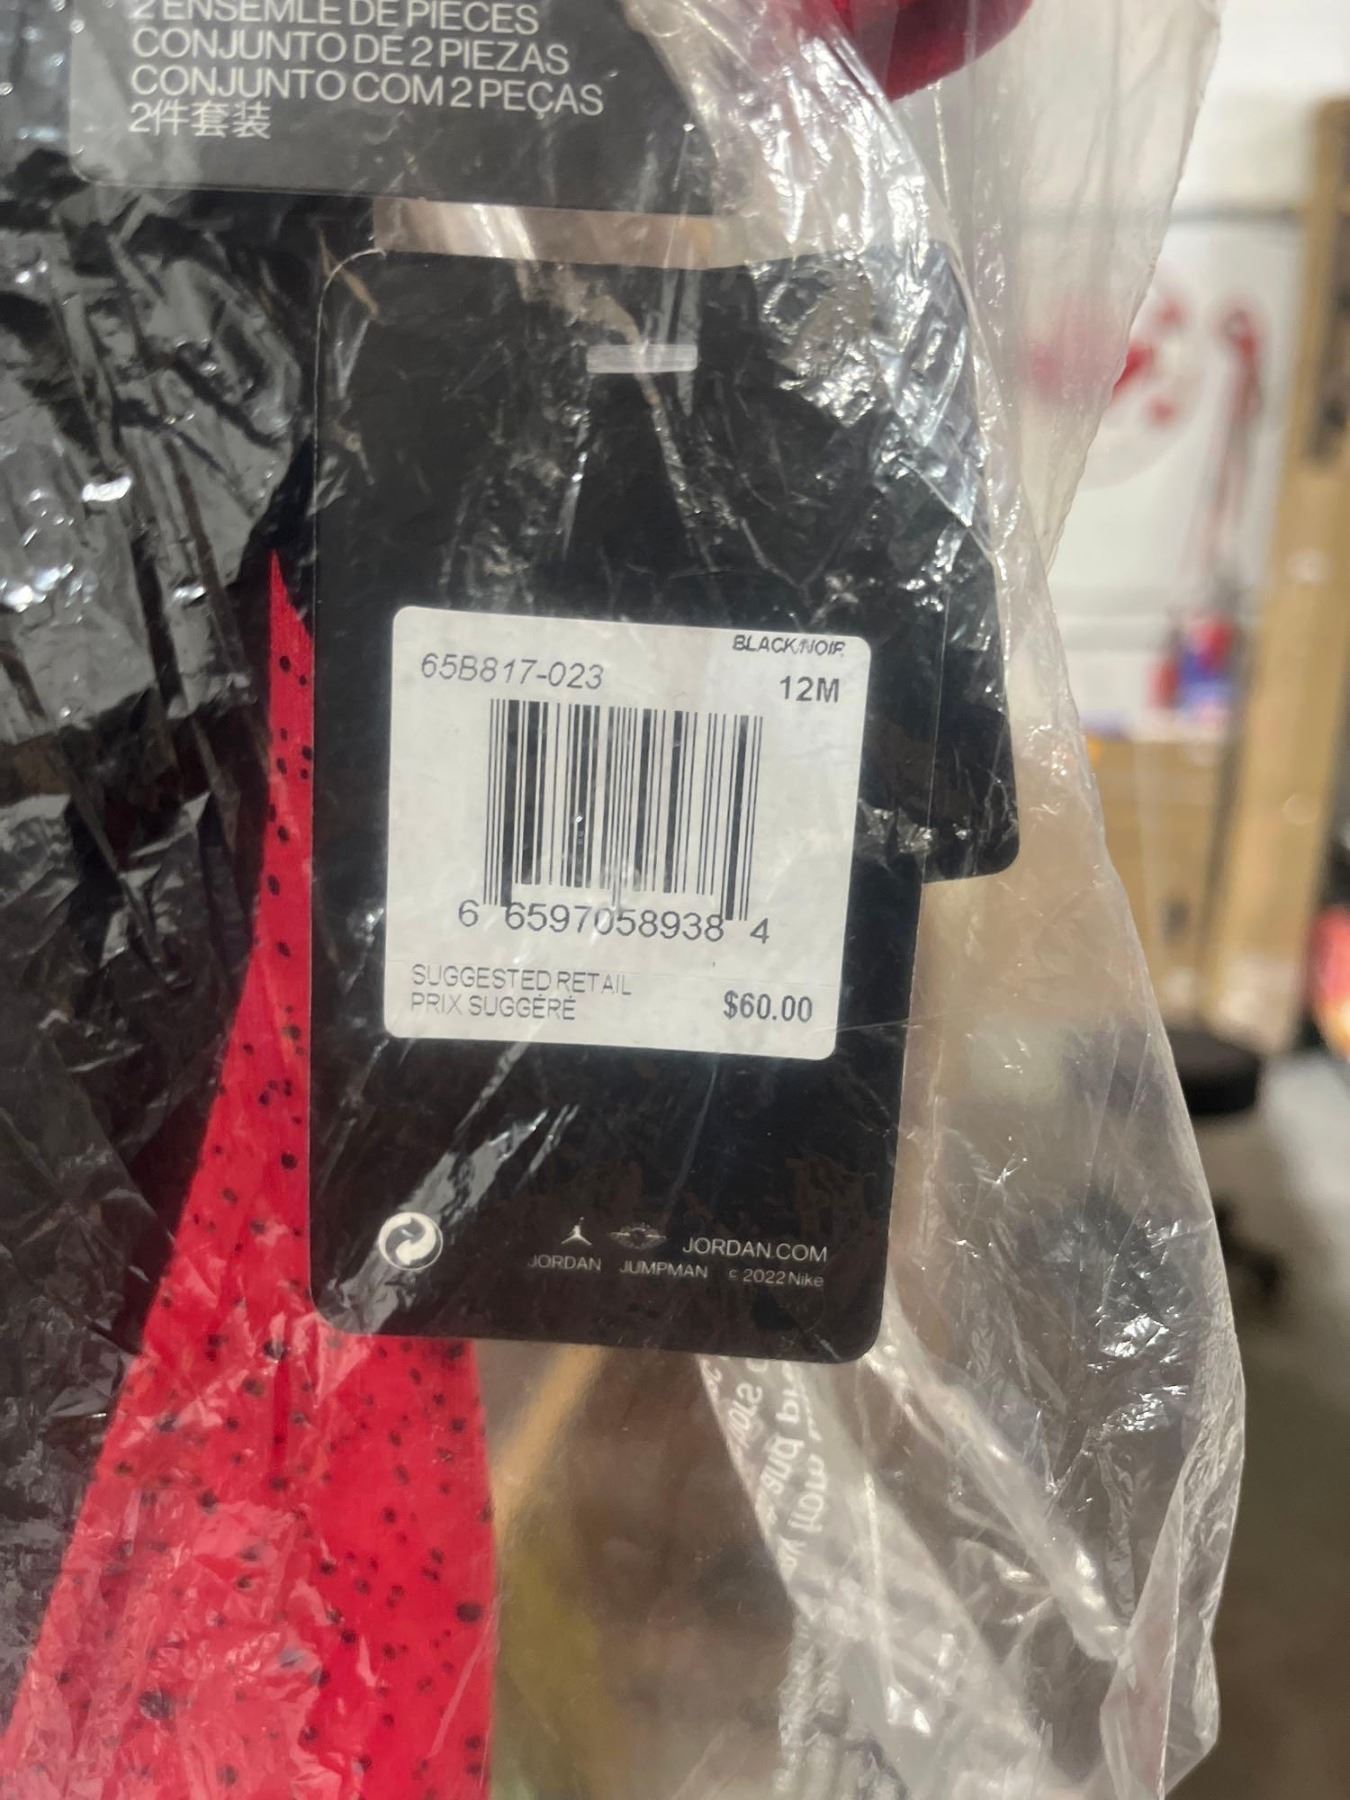 2 ENSEMLE DE PIECES
CONJUNTO DE 2 PIEZAS
CONJUNTO COM 2 PEÇAS
2件套装
BLACK/NOIR
65B817-023
12M
6 6597058938 4
SUGGESTED RETAIL
PRIX SUGGÉRÉ
$60.00
JORDAN.COM
JORDAN JUMPMAN © 2022 Nike